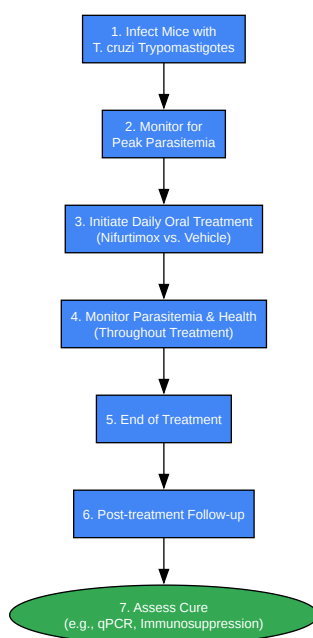 1. Infect Mice with
T. cruzi Trypomastigotes
2. Monitor for
Peak Parasitemia
3. Initiate Daily Oral Treatment
(Nifurtimox vs. Vehicle)
4. Monitor Parasitemia & Health
(Throughout Treatment)
5. End of Treatment
6. Post-treatment Follow-up
7. Assess Cure
(e.g., qPCR, Immunosuppression)